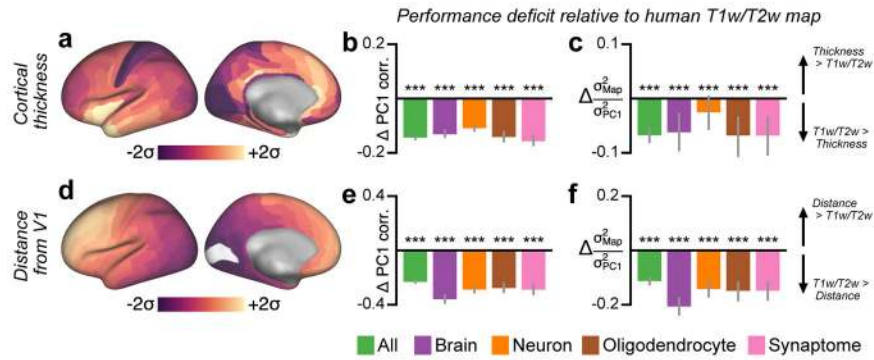 Performance deficit relative to human T1w/T2w map
a
Cortical
thickness
-2σ +2σ
b
Δ PC1 corr.
0.2
*** *** *** *** ***
-0.2
c
Δ σ²Map / σ²PC1
0.1
*** *** *** *** ***
-0.1
Thickness
> T1w/T2w
T1w/T2w >
Thickness
d
Distance
from V1
-2σ +2σ
e
Δ PC1 corr.
0.4
*** *** *** *** ***
-0.4
f
Δ σ²Map / σ²PC1
0.2
*** *** *** *** ***
-0.2
Distance
> T1w/T2w
T1w/T2w >
Distance
All Brain Neuron Oligodendrocyte Synaptome